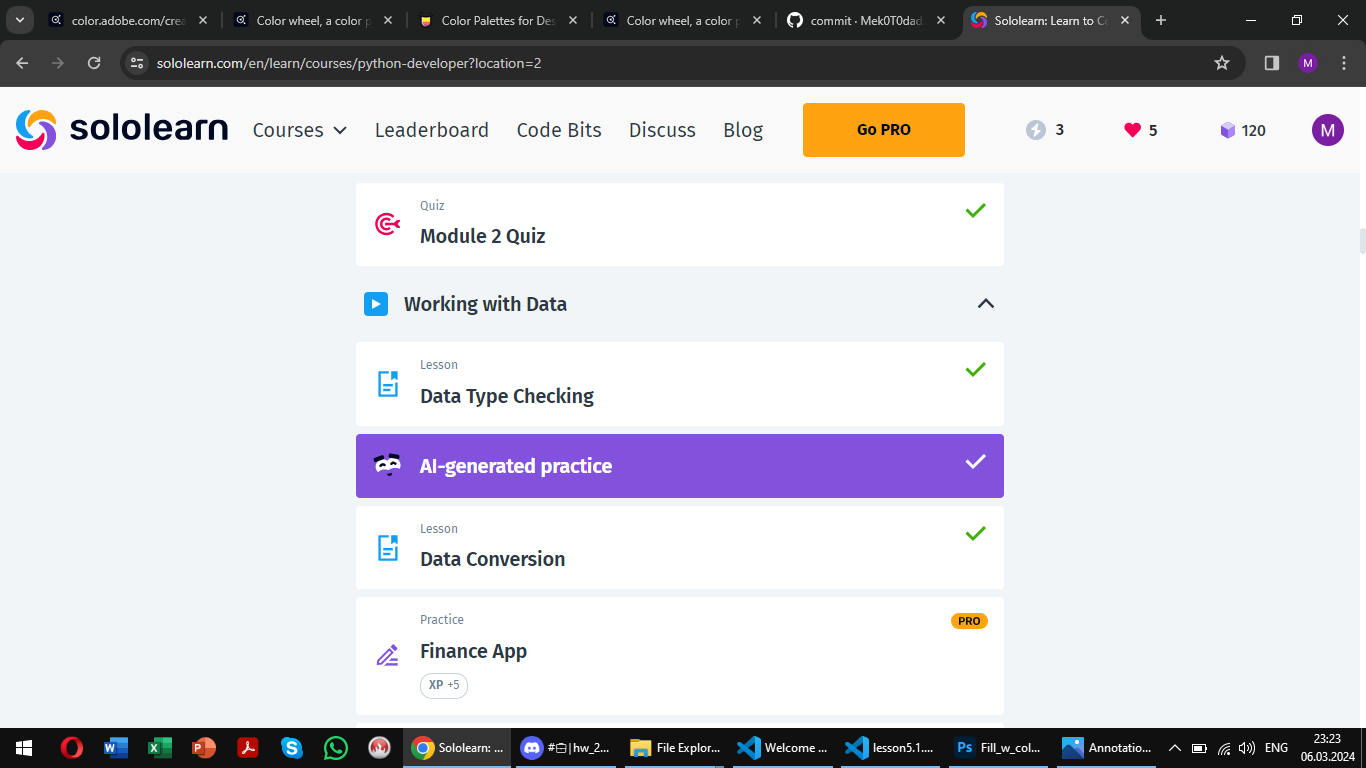 color.adobe.com/crea
Color wheel, a color p
Color Palettes for Des
Color wheel, a color p
commit · Mek0T0dad
Sololearn: Learn to Co
sololearn.com/en/learn/courses/python-developer?location=2
M
sololearn
Courses
Leaderboard
Code Bits
Discuss
Blog
Go PRO
3
5
120
M
Quiz
Module 2 Quiz
Working with Data
Lesson
Data Type Checking
AI-generated practice
Lesson
Data Conversion
Practice
PRO
Finance App
XP +5
Sololearn: ...
#|hw_2...
File Explor...
Welcome ...
lesson5.1....
Ps
Fill_w_col...
Annotatio...
ENG
23:23
06.03.2024